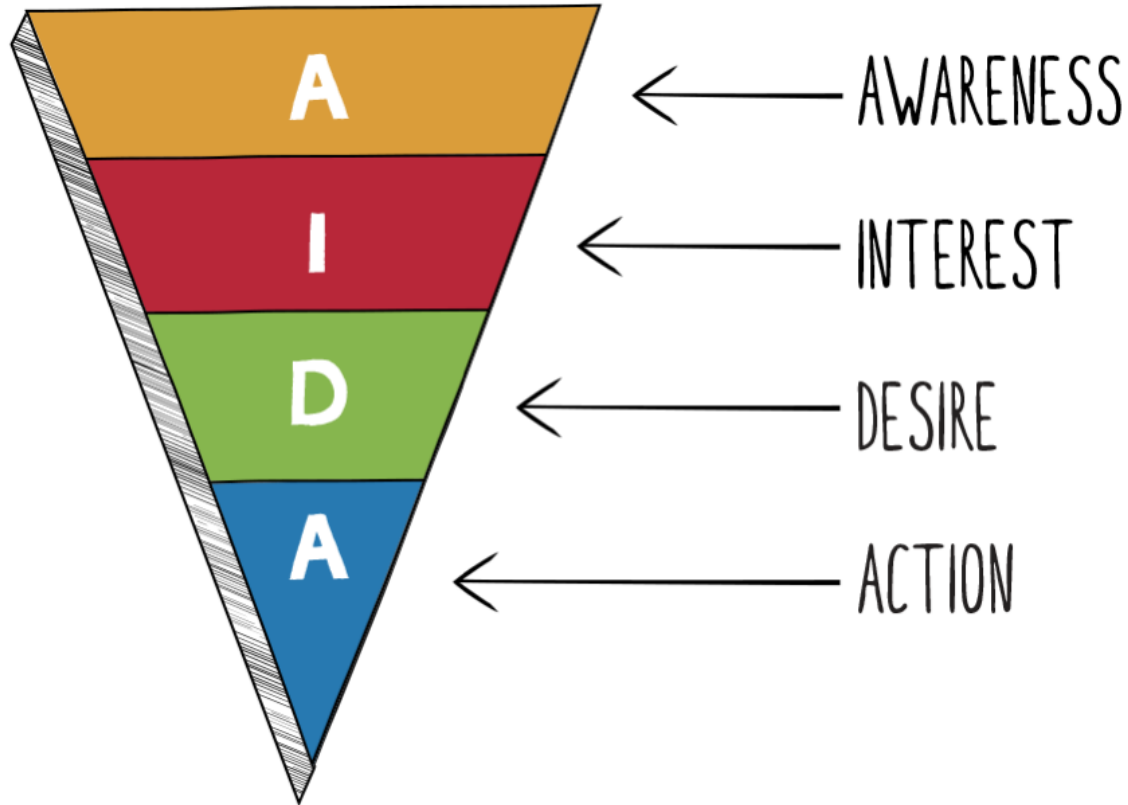 A
AWARENESS
I
INTEREST
D
DESIRE
A
ACTION